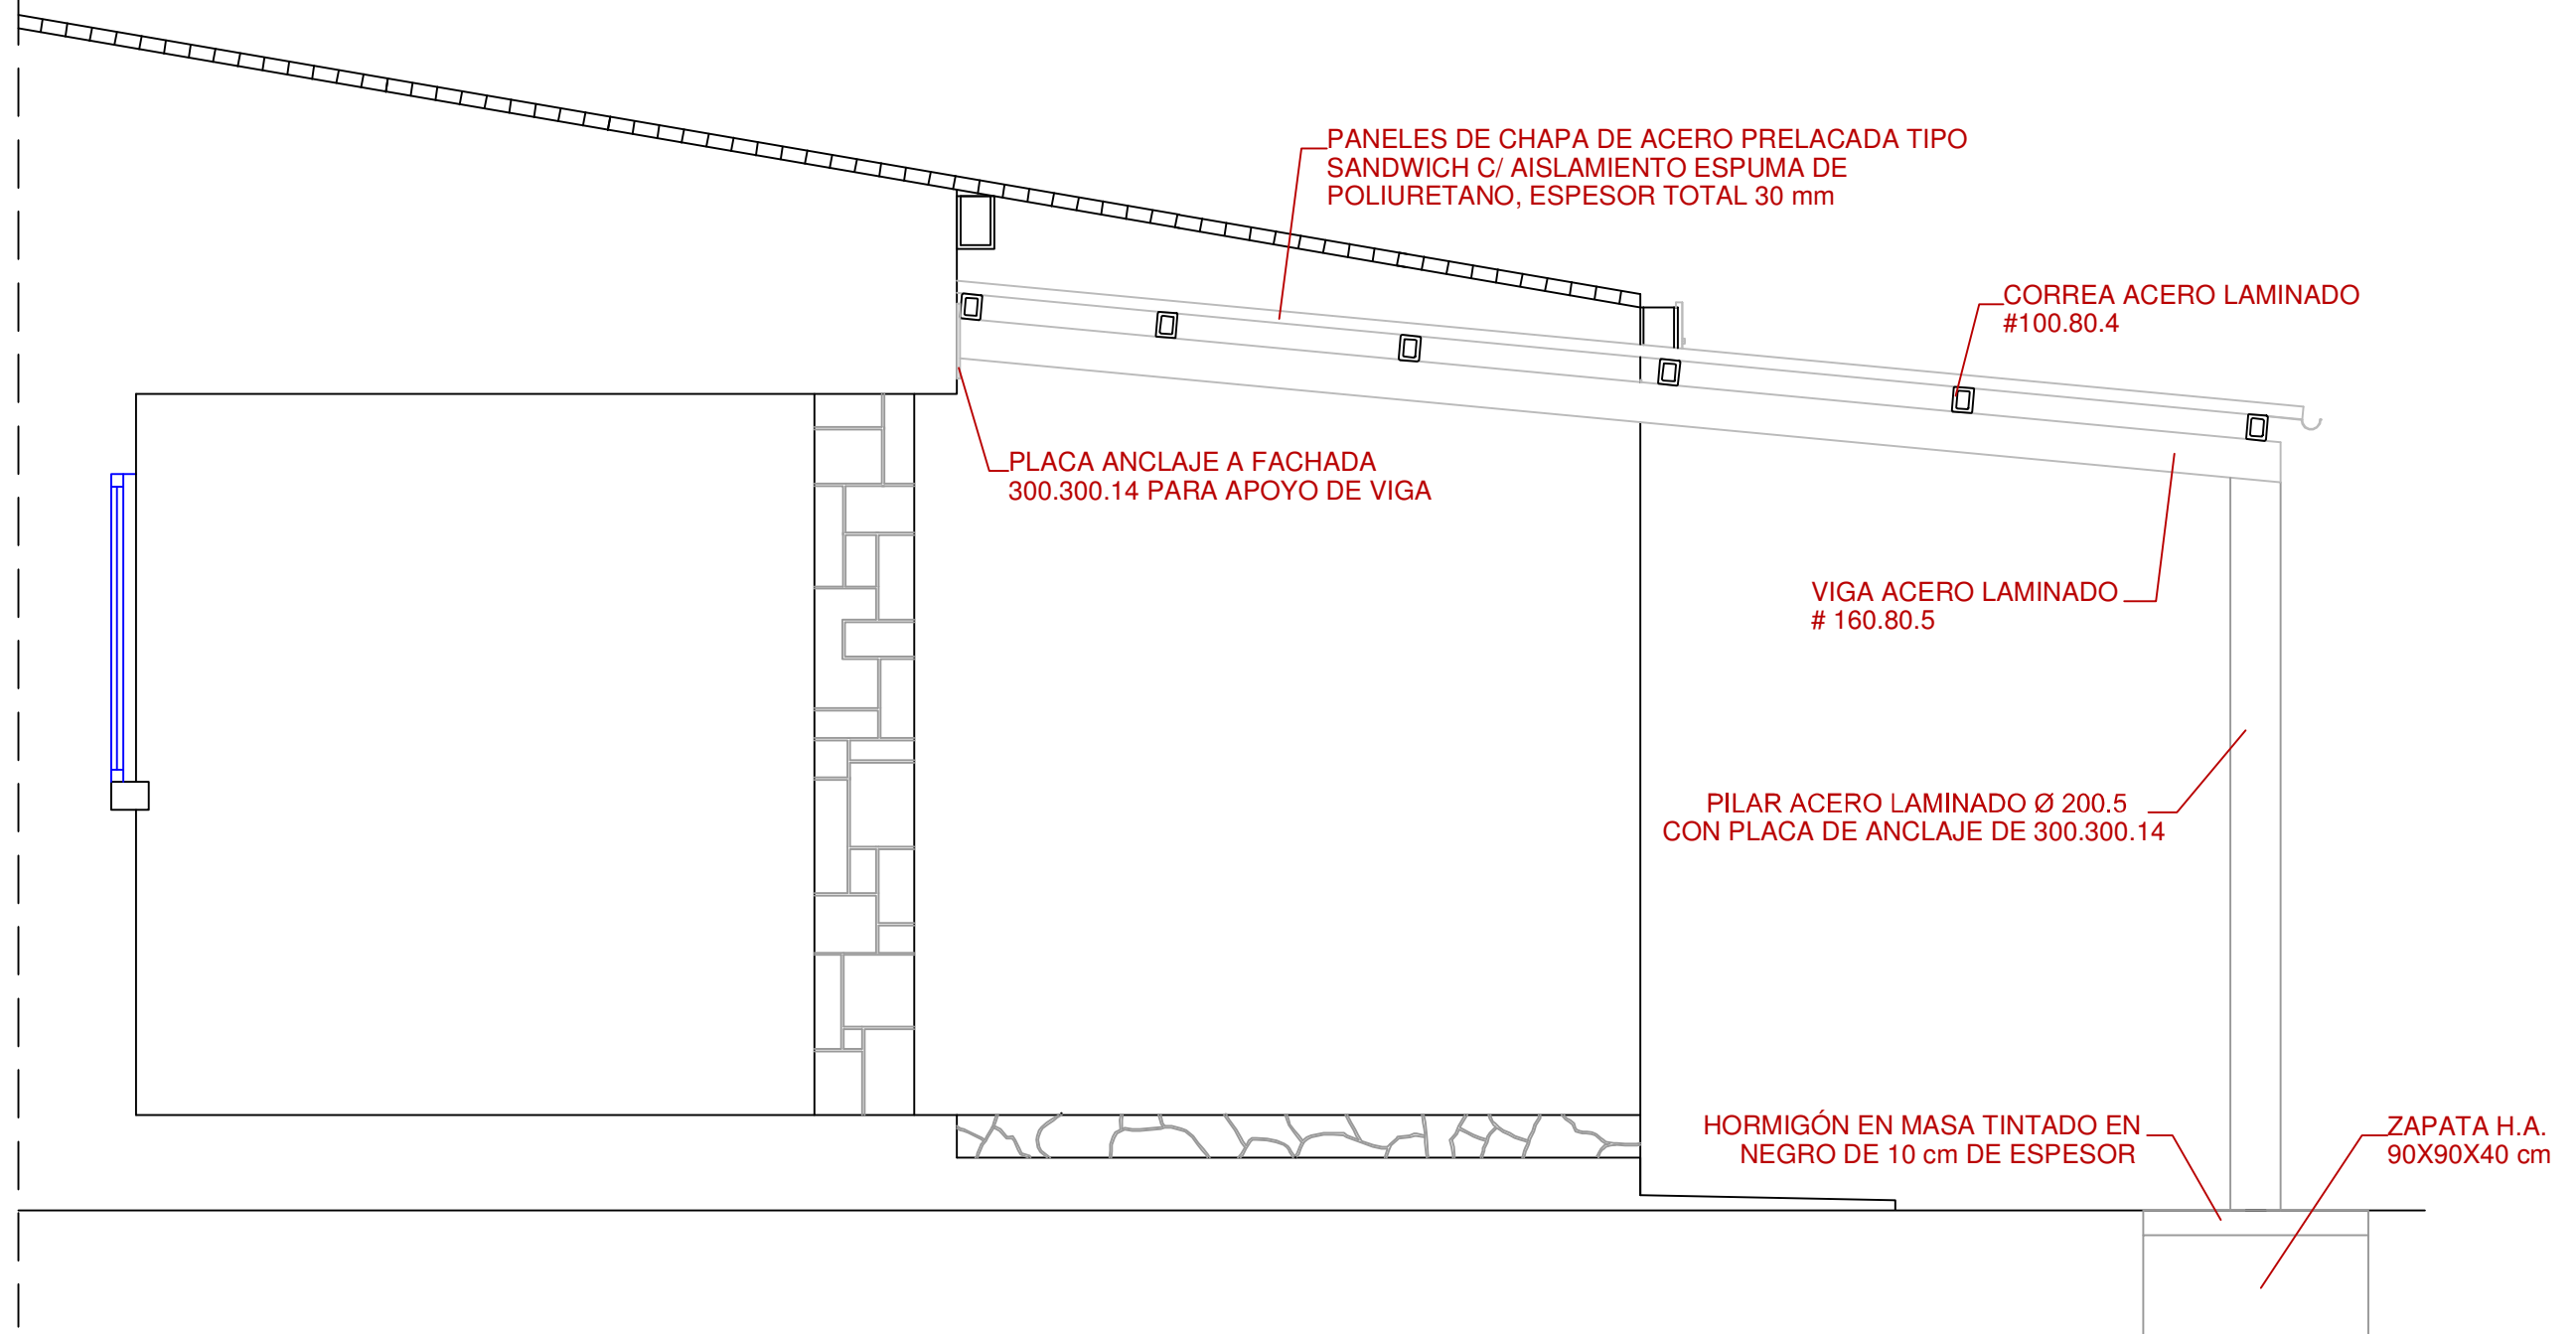 PANELES DE CHAPA DE ACERO PRELACADA TIPO
SANDWICH C/ AISLAMIENTO ESPUMA DE
POLIURETANO, ESPESOR TOTAL 30 mm
CORREA ACERO LAMINADO
#100.80.4
PLACA ANCLAJE A FACHADA
300.300.14 PARA APOYO DE VIGA
VIGA ACERO LAMINADO
# 160.80.5
PILAR ACERO LAMINADO Ø 200.5
CON PLACA DE ANCLAJE DE 300.300.14
HORMIGÓN EN MASA TINTADO EN
NEGRO DE 10 cm DE ESPESOR
ZAPATA H.A.
90X90X40 cm